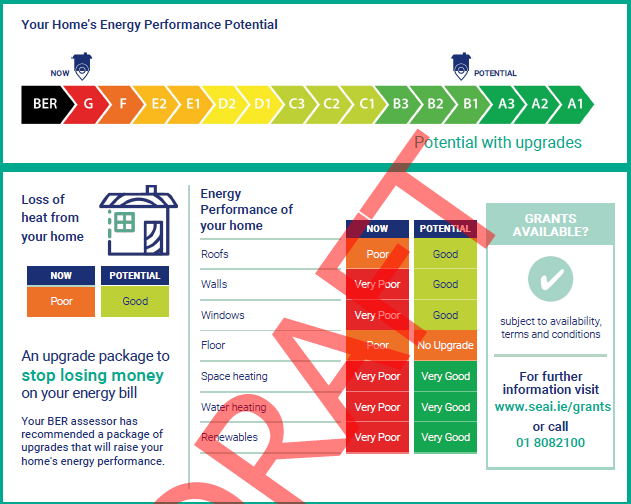 Your Home's Energy Performance Potential
NOW
POTENTIAL
BER G F E2 E1 D2 D1 C3 C2 C1 B3 B2 B1 A3 A2 A1
Potential with upgrades
Loss of
heat from
your home
NOW POTENTIAL
Poor Good
An upgrade package to
stop losing money
on your energy bill
Your BER assessor has
recommended a package of
upgrades that will raise your
home's energy performance.
Energy
Performance of
your home
NOW POTENTIAL
Roofs Poor Good
Walls Very Poor Good
Windows Very Poor Good
Floor Poor No Upgrade
Space heating Very Poor Very Good
Water heating Very Poor Very Good
Renewables Very Poor Very Good
GRANTS
AVAILABLE?
subject to availability,
terms and conditions
For further
information visit
www.seai.ie/grants
or call
01 8082100
DRAFT